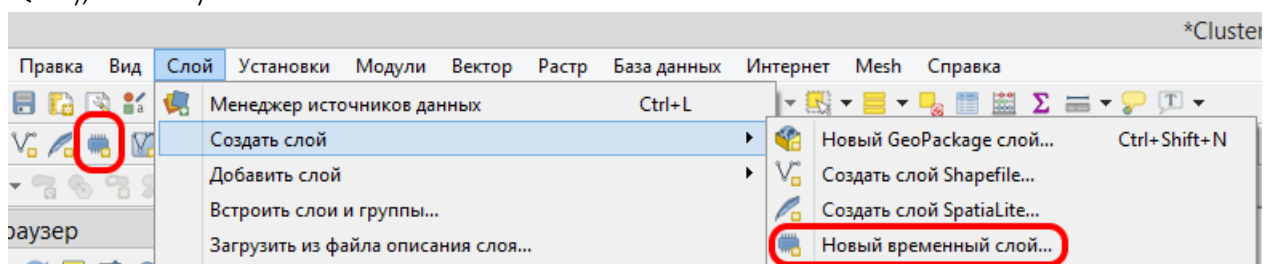 *Cluster
Правка Вид Слой Установки Модули Вектор Растр База данных Интернет Mesh Справка
Менеджер источников данных Ctrl+L
Создать слой
Новый GeoPackage слой... Ctrl+Shift+N
Добавить слой
Создать слой Shapefile...
Встроить слои и группы...
Создать слой SpatiaLite...
раузер
Загрузить из файла описания слоя...
Новый временный слой...